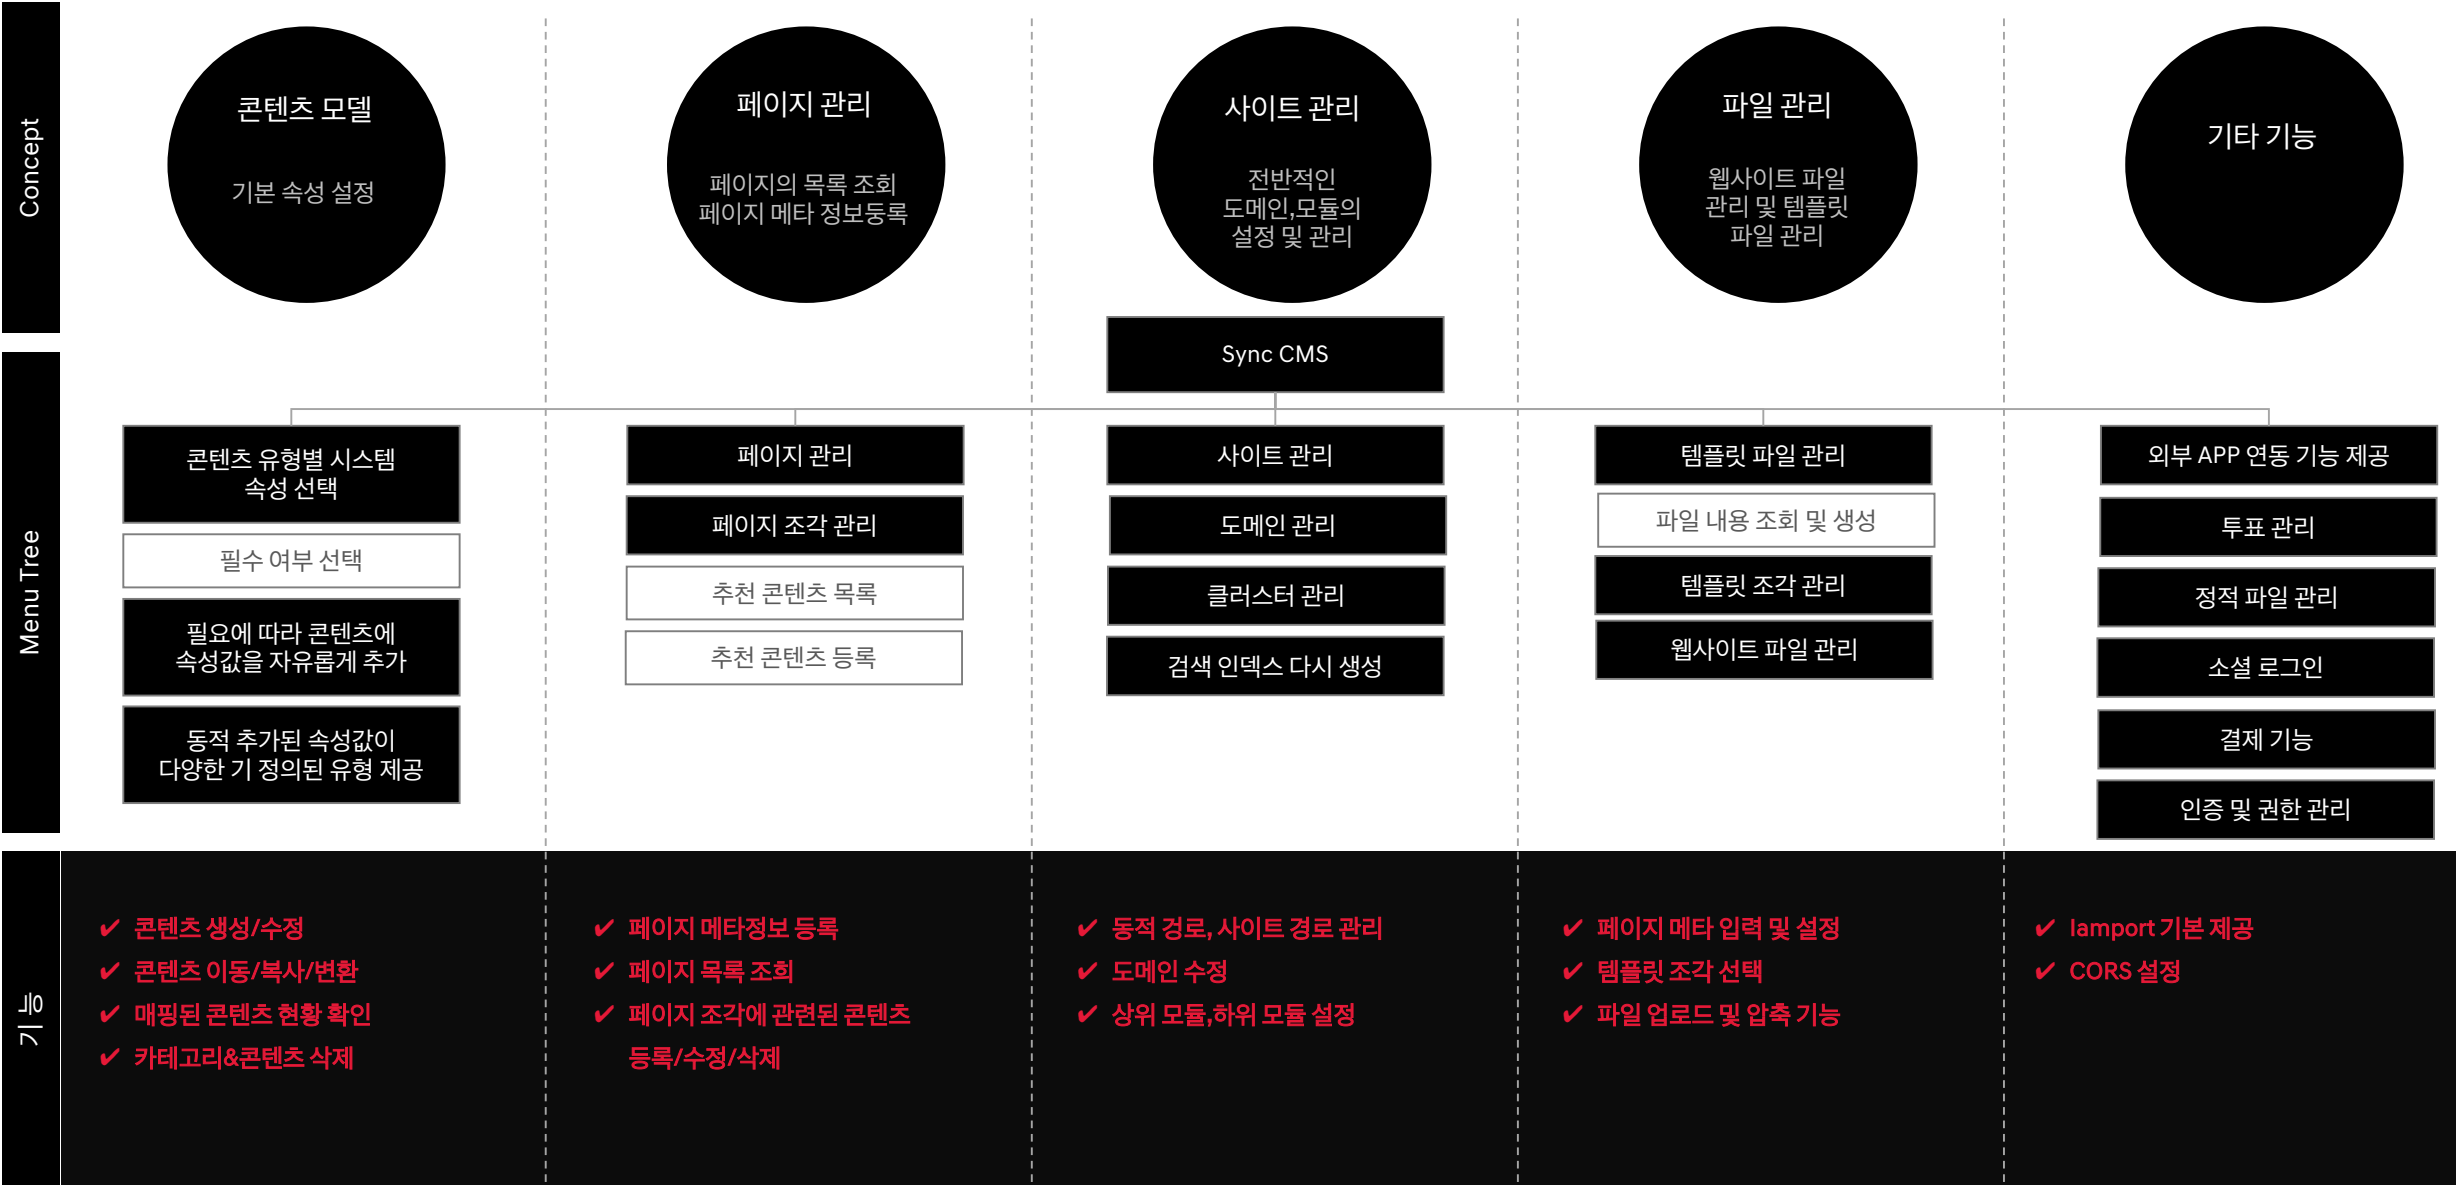 Concept
콘텐츠 모델
기본 속성 설정
페이지 관리
페이지의 목록 조회
페이지 메타 정보둥록
사이트 관리
전반적인
도메인,모듈의
설정 및 관리
파일 관리
웹사이트 파일
관리 및 템플릿
파일 관리
기타 기능
Menu Tree
Sync CMS
콘텐츠 유형별 시스템
속성 선택
필수 여부 선택
필요에 따라 콘텐츠에
속성값을 자유롭게 추가
동적 추가된 속성값이
다양한 기 정의된 유형 제공
페이지 관리
페이지 조각 관리
추천 콘텐츠 목록
추천 콘텐츠 등록
사이트 관리
도메인 관리
클러스터 관리
검색 인덱스 다시 생성
템플릿 파일 관리
파일 내용 조회 및 생성
템플릿 조각 관리
웹사이트 파일 관리
외부 APP 연동 기능 제공
투표 관리
정적 파일 관리
소셜 로그인
결제 기능
인증 및 권한 관리
기능
✔ 콘텐츠 생성/수정
✔ 콘텐츠 이동/복사/변환
✔ 매핑된 콘텐츠 현황 확인
✔ 카테고리&콘텐츠 삭제
✔ 페이지 메타정보 등록
✔ 페이지 목록 조회
✔ 페이지 조각에 관련된 콘텐츠
등록/수정/삭제
✔ 동적 경로, 사이트 경로 관리
✔ 도메인 수정
✔ 상위 모듈,하위 모듈 설정
✔ 페이지 메타 입력 및 설정
✔ 템플릿 조각 선택
✔ 파일 업로드 및 압축 기능
✔ Iamport 기본 제공
✔ CORS 설정